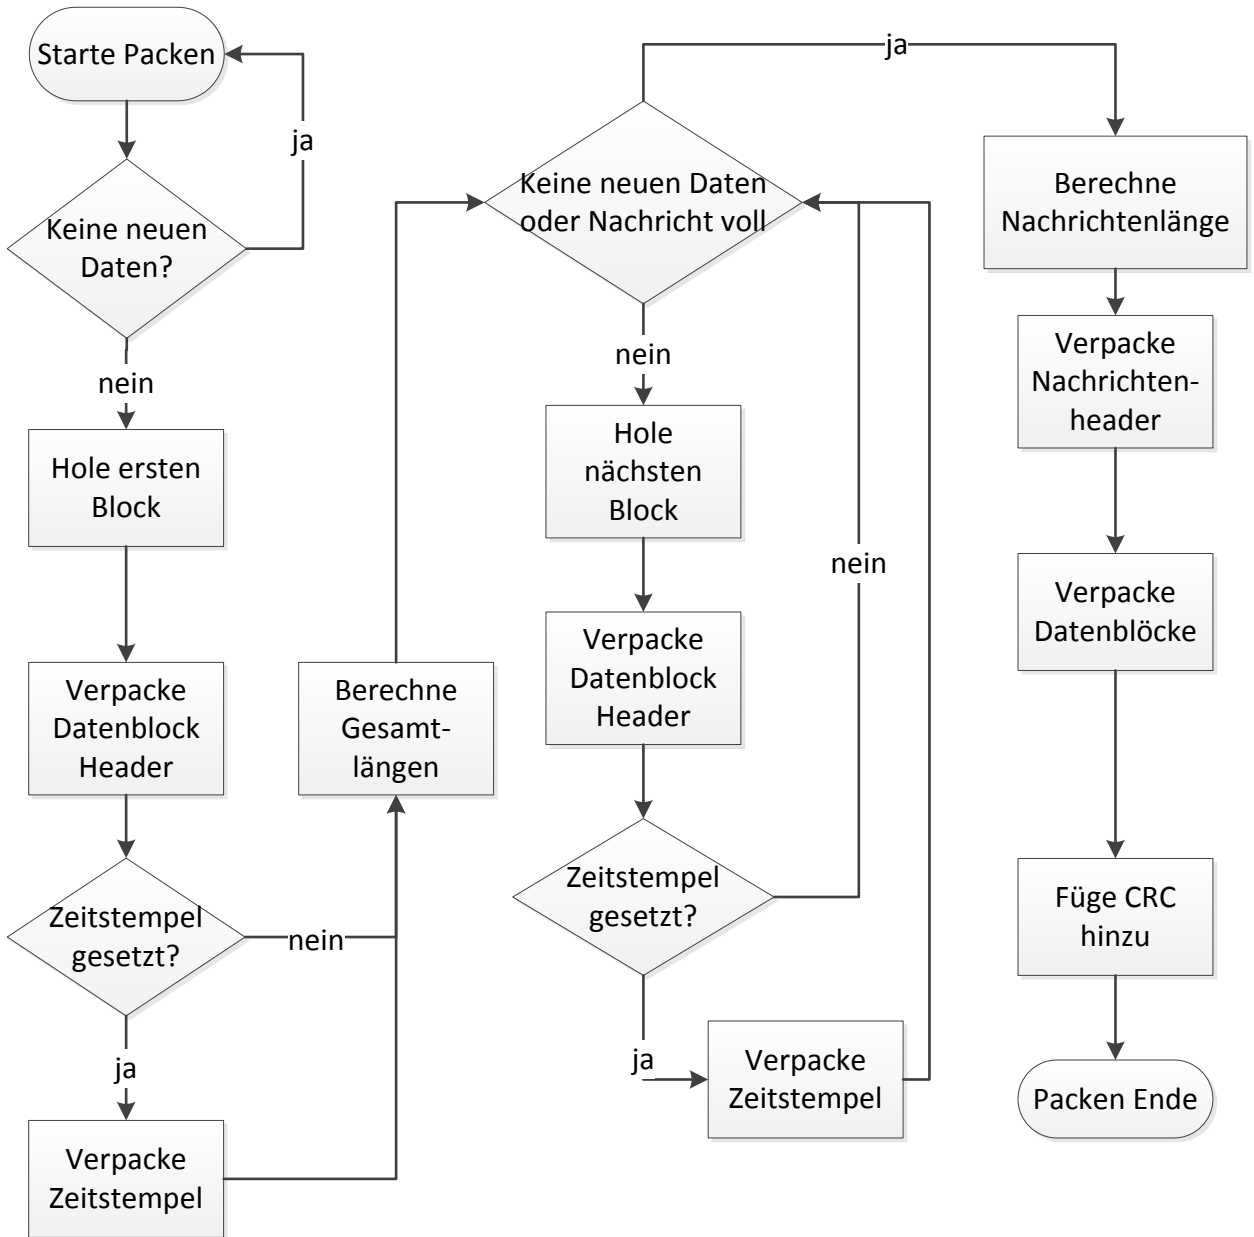 Starte Packen
ja
Keine neuen
Daten?
nein
Hole ersten
Block
Verpacke
Datenblock
Header
Zeitstempel
gesetzt?
nein
ja
Verpacke
Zeitstempel
Berechne
Gesamt-
längen
Keine neuen Daten
oder Nachricht voll
ja
nein
Hole
nächsten
Block
Verpacke
Datenblock
Header
nein
Zeitstempel
gesetzt?
ja
Verpacke
Zeitstempel
Berechne
Nachrichtenlänge
Verpacke
Nachrichten-
header
Verpacke
Datenblöcke
Füge CRC
hinzu
Packen Ende